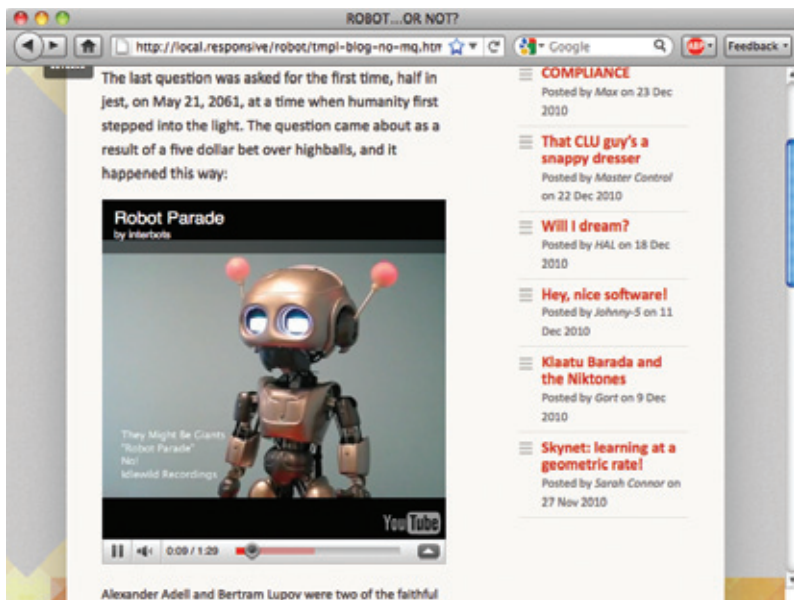 ROBOT...OR NOT?
http://local.responsive/robot/tmpl-blog-no-mq.htm
Google
ABP
Feedback
The last question was asked for the first time, half in
jest, on May 21, 2061, at a time when humanity first
stepped into the light. The question came about as a
result of a five dollar bet over highballs, and it
happened this way:
Robot Parade
by interbots
They Might Be Giants
"Robot Parade"
No!
Idlewild Recordings
YouTube
0:09 / 1:29
Alexander Adell and Bertram Lupov were two of the faithful
COMPLIANCE
Posted by Max on 23 Dec
2010
That CLU guy's a
snappy dresser
Posted by Master Control
on 22 Dec 2010
Will I dream?
Posted by HAL on 18 Dec
2010
Hey, nice software!
Posted by Johnny-5 on 11
Dec 2010
Klaatu Barada and
the Niktones
Posted by Gort on 9 Dec
2010
Skynet: learning at a
geometric rate!
Posted by Sarah Connor on
27 Nov 2010